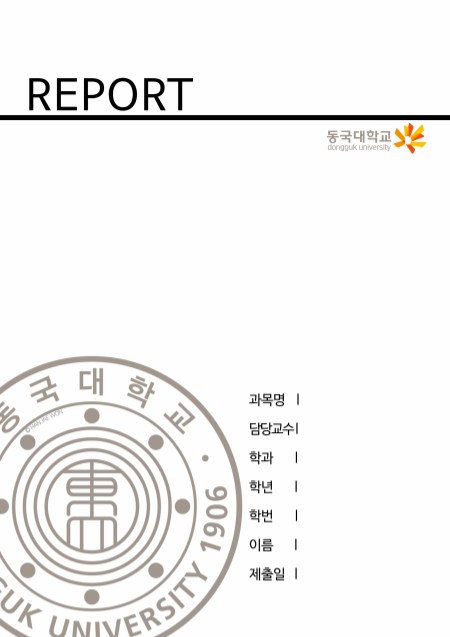 REPORT
동국대학교
dongguk university
동국대학교
과목명 |
담당교수|
학과 |
학년 |
학번 |
이름 |
제출일 |
GUK UNIVERSITY 1906